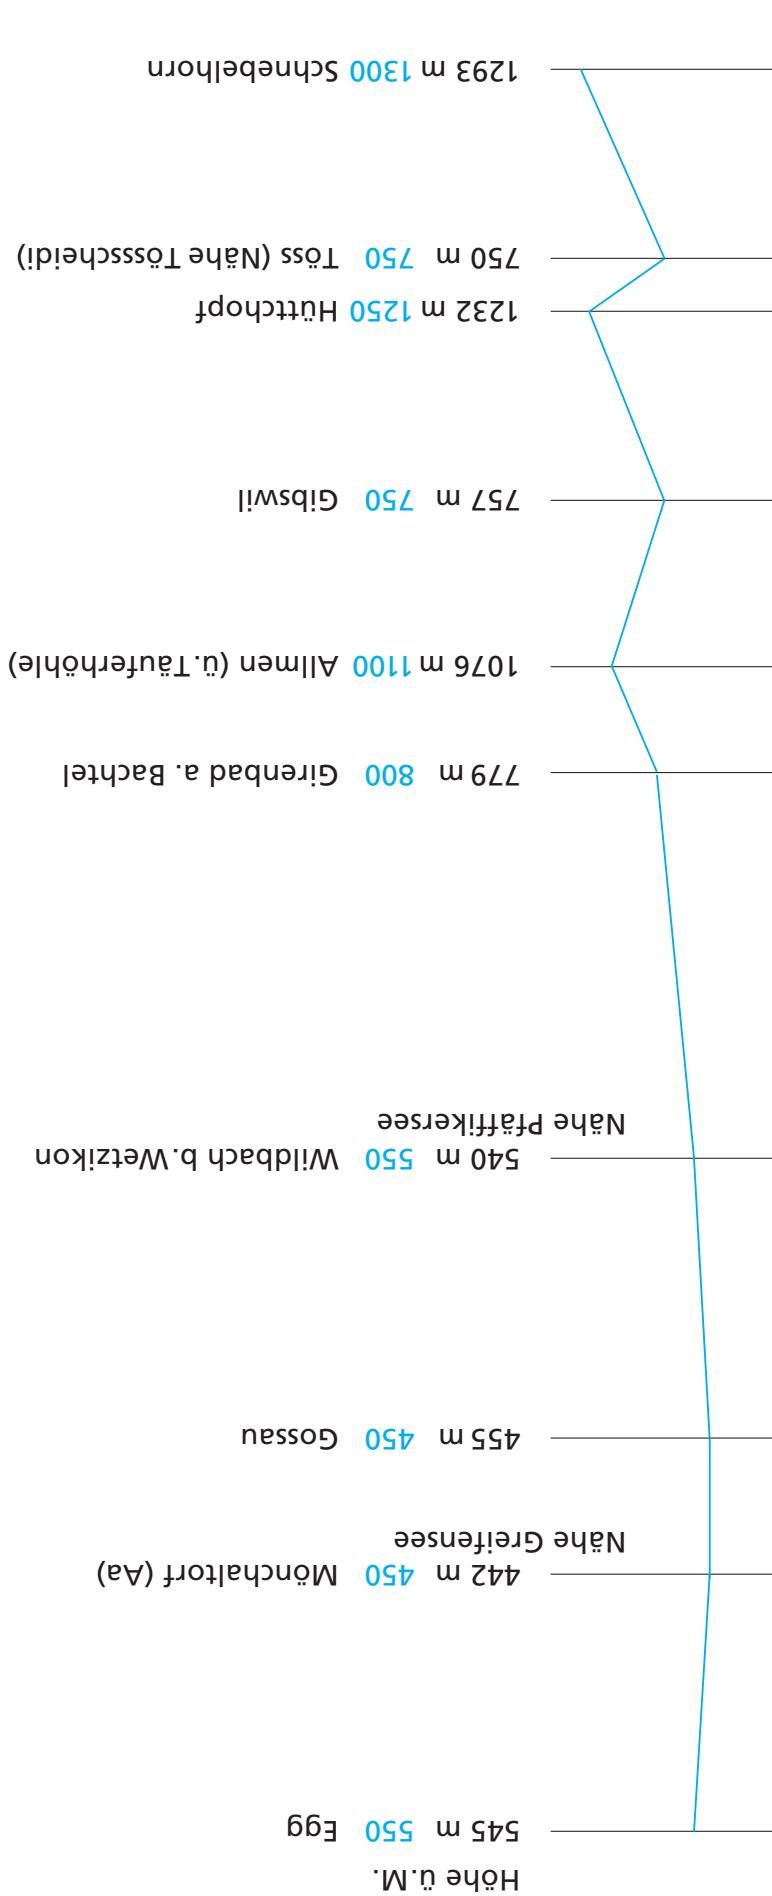 Höhe ü.M.
545 m 550 Egg
442 m 450 Mönchaltorf (Aa)
Nähe Greifensee
455 m 450 Gossau
540 m 550 Wildbach b. Wetzikon
Nähe Pfäffikersee
779 m 800 Girenbad a. Bachtel
1076 m 1100 Allmen (ü. Täuferhöhle)
757 m 750 Gibswil
1232 m 1250 Hüttchopf
750 m 750 Töss (Nähe Tössscheidi)
1293 m 1300 Schnebelhorn